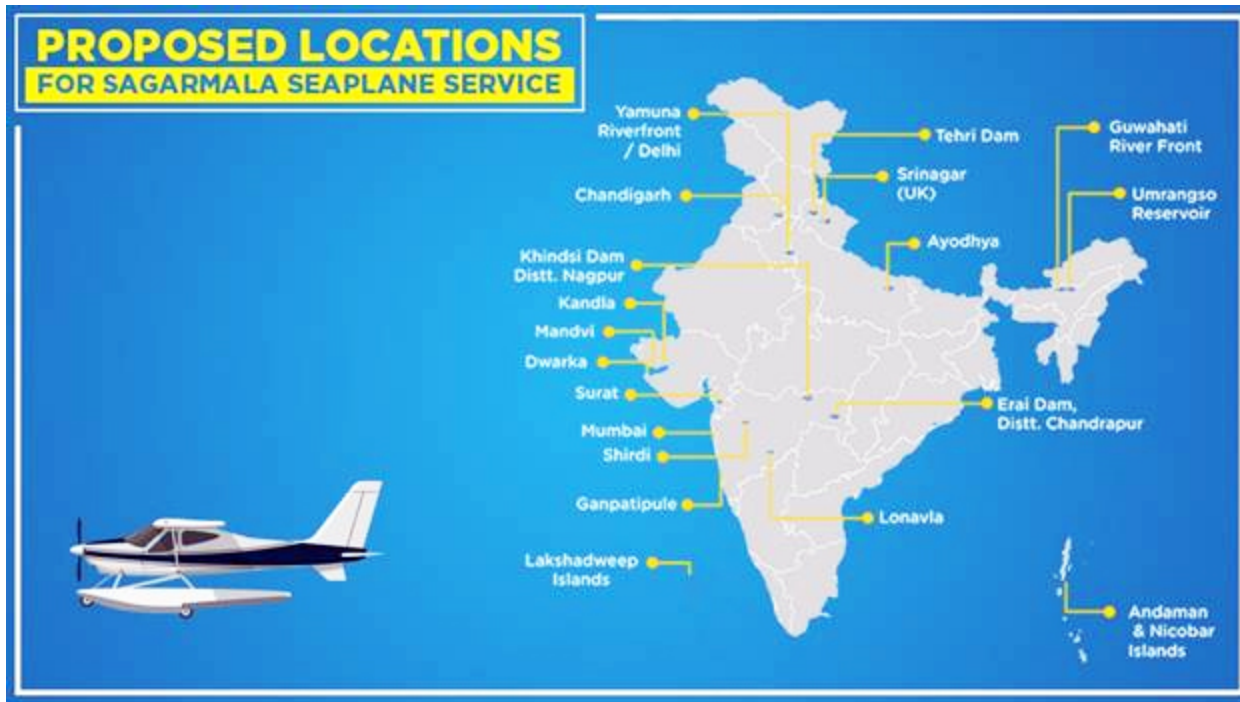 PROPOSED LOCATIONS
FOR SAGARMALA SEAPLANE SERVICE
Yamuna
Riverfront
/ Delhi
Tehri Dam
Guwahati
River Front
Srinagar
(UK)
Chandigarh
Umrangso
Reservoir
Ayodhya
Khindsi Dam
Distt. Nagpur
Kandla
Mandvi
Dwarka
Surat
Erai Dam,
Distt. Chandrapur
Mumbai
Shirdi
Ganpatipule
Lonavla
Lakshadweep
Islands
Andaman
& Nicobar
Islands